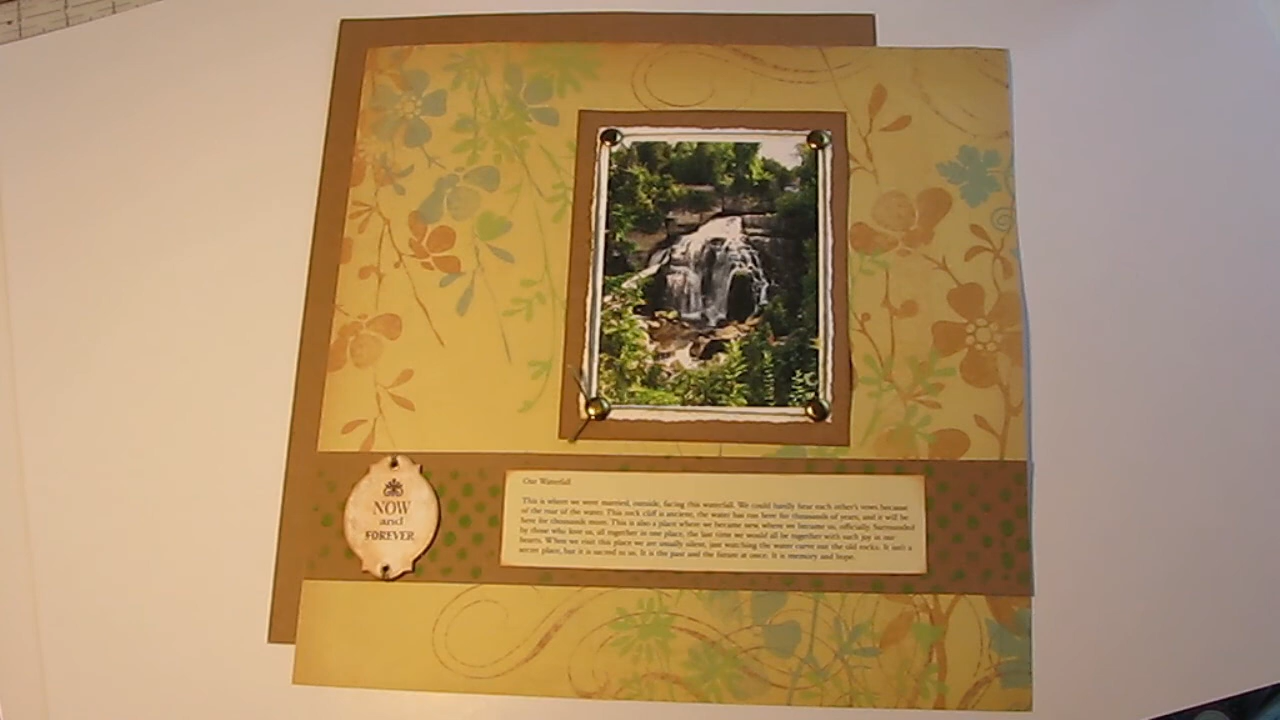 NOW
and
FOREVER
Our Waterfall
This is where we were married, outside, facing this waterfall. We could hardly hear each other's vows because
of the roar of the water. This rock cliff is ancient, the water has run here for thousands of years, and it will be
here for thousands more. This is also a place where we became new, where we became us, officially. Surrounded
by those who love us, all together in one place, the last time we would all be together with such joy in our
hearts. When we visit this place we are usually silent, just watching the water carve out the old rocks. It isn't a
secret place, but it is sacred to us. It is the past and the future at once. It is memory and hope.